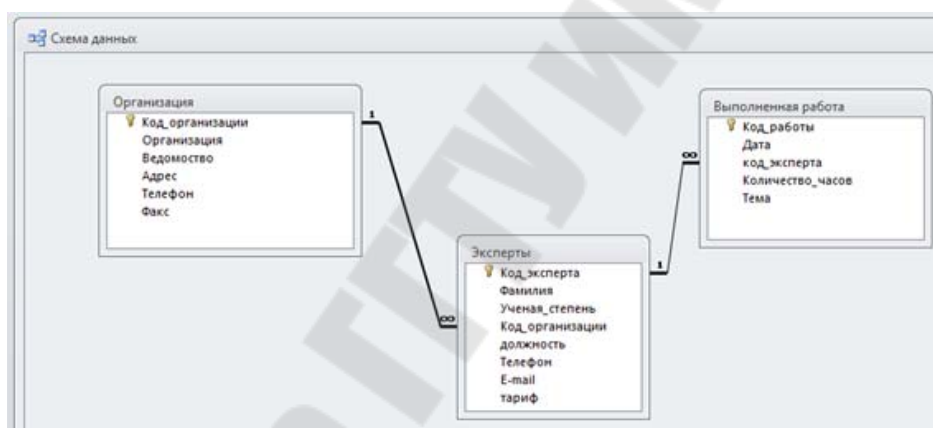 Схема данных
Организация
Код_организации
Организация
Ведомство
Адрес
Телефон
Факс
1
∞
Эксперты
Код_эксперта
Фамилия
Ученая_степень
Код_организации
должность
Телефон
E-mail
тариф
1
∞
Выполненная работа
Код_работы
Дата
код_эксперта
Количество_часов
Тема
ГГТУ